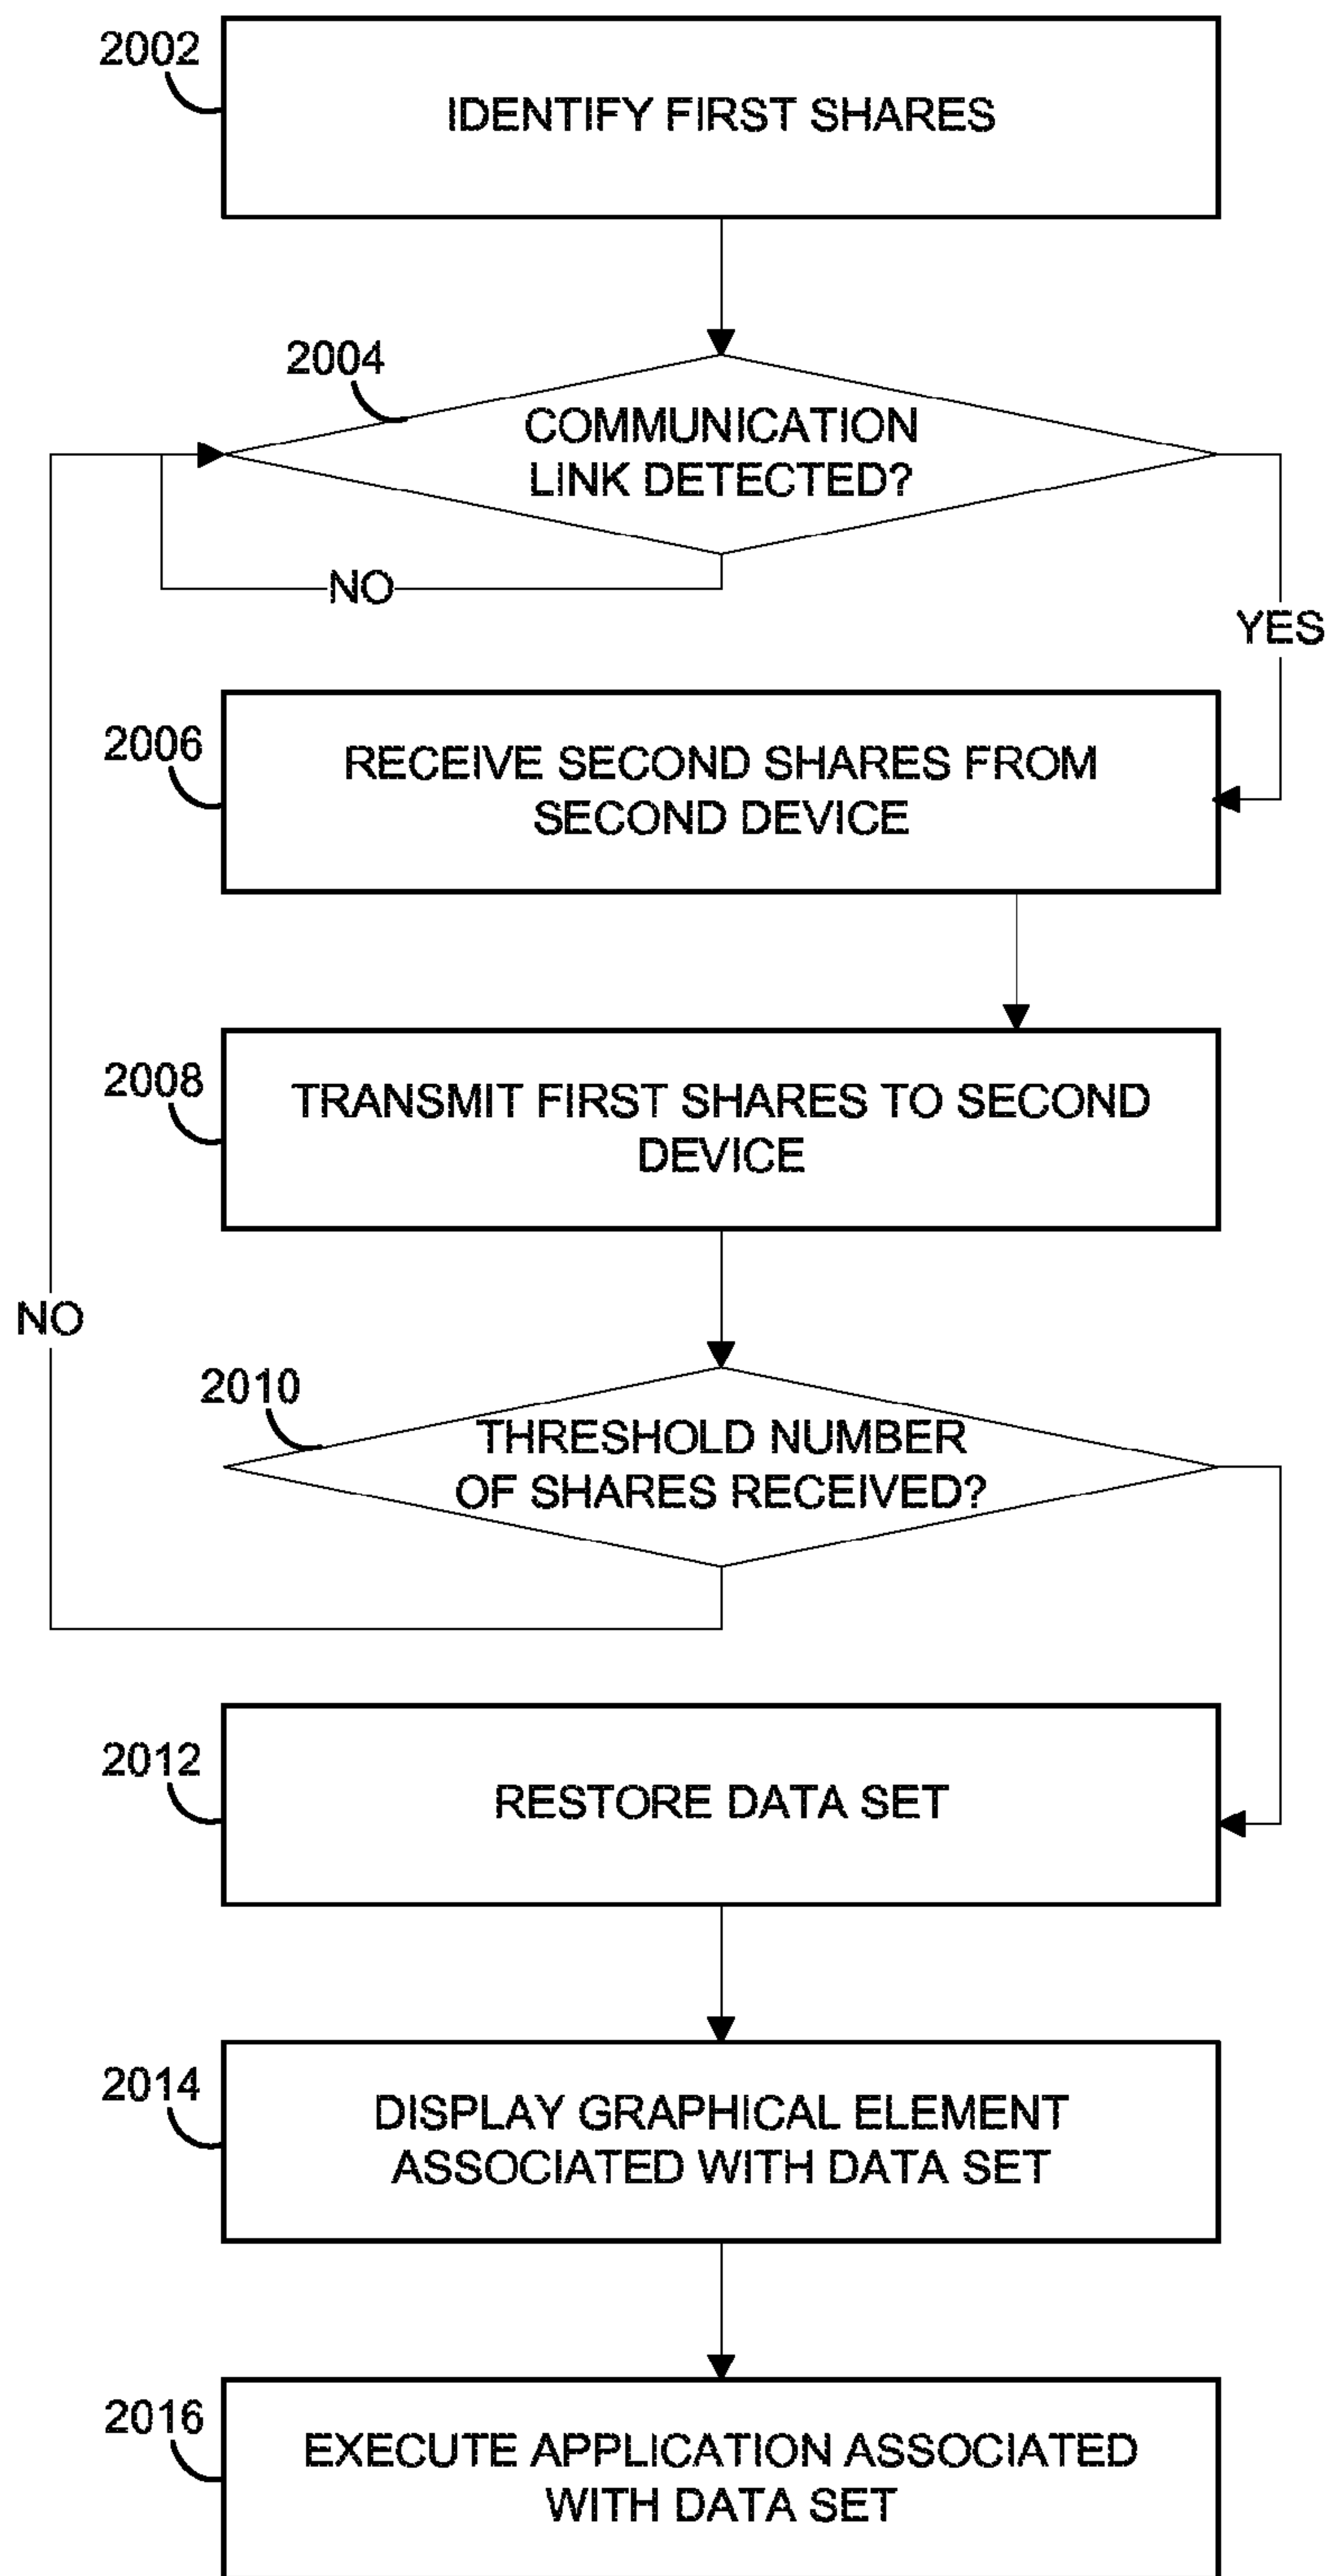 2002
IDENTIFY FIRST SHARES
2004
COMMUNICATION
LINK DETECTED?
NO
YES
2006
RECEIVE SECOND SHARES FROM
SECOND DEVICE
2008
TRANSMIT FIRST SHARES TO SECOND
DEVICE
NO
2010
THRESHOLD NUMBER
OF SHARES RECEIVED?
2012
RESTORE DATA SET
2014
DISPLAY GRAPHICAL ELEMENT
ASSOCIATED WITH DATA SET
2016
EXECUTE APPLICATION ASSOCIATED
WITH DATA SET